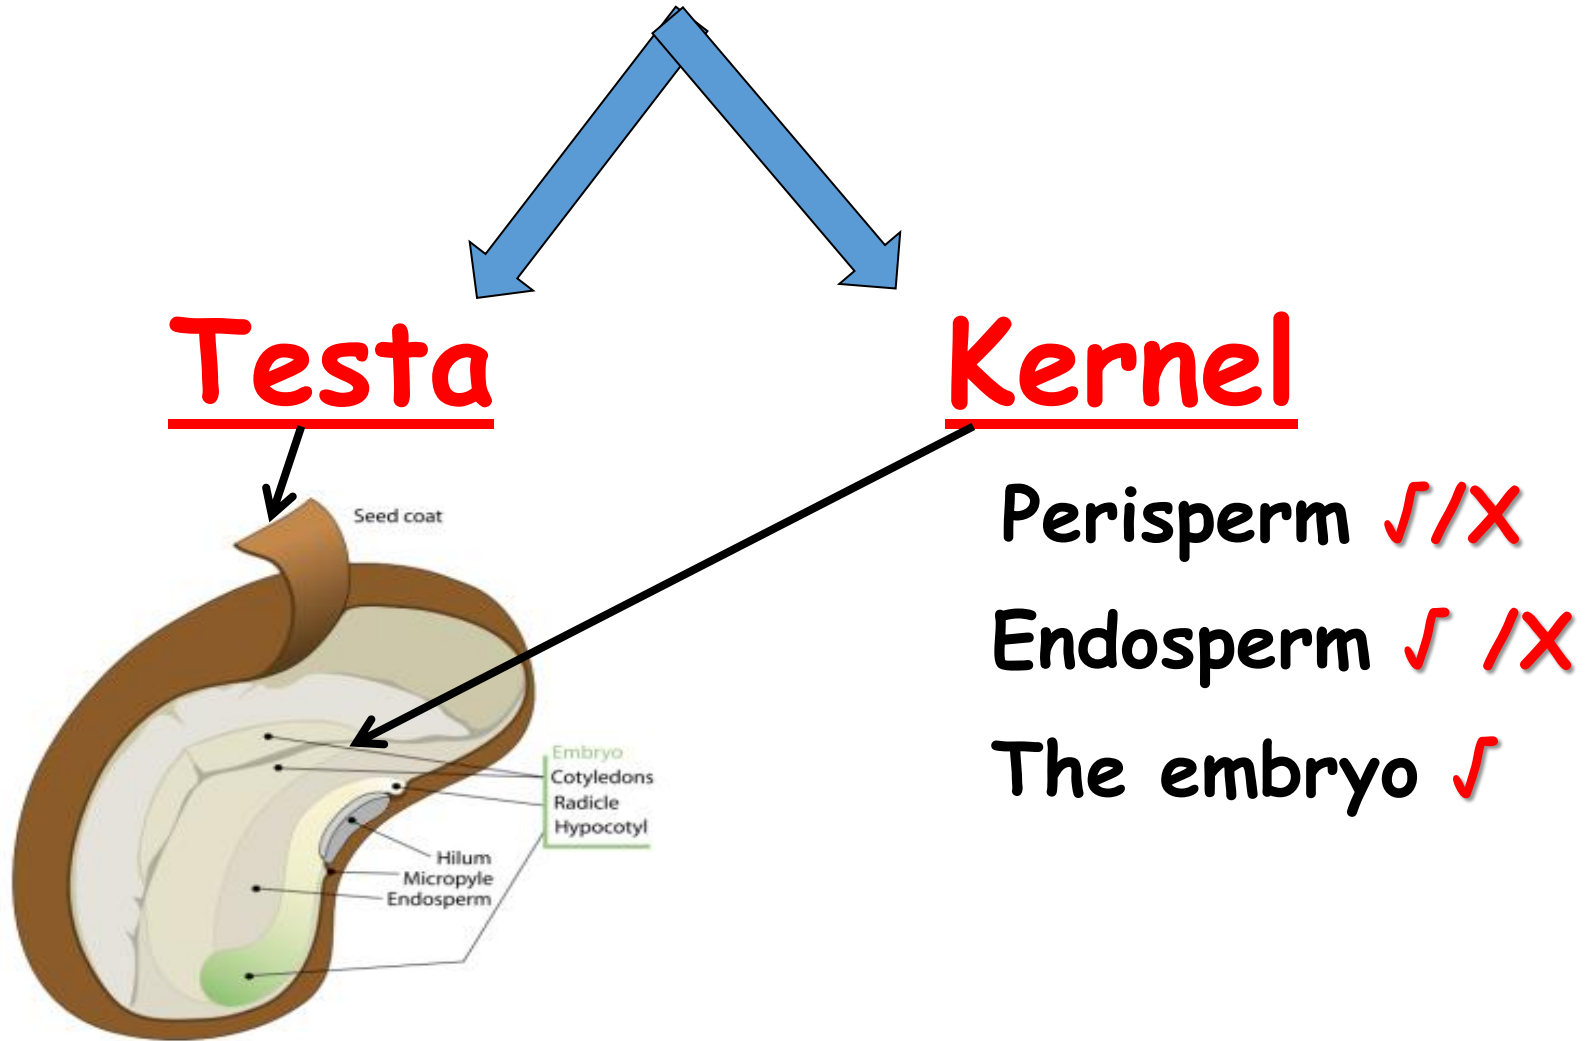 Testa
Kernel
Seed coat
Perisperm √/X
Endosperm √ /X
The embryo √
Embryo
Cotyledons
Radicle
Hypocotyl
Hilum
Micropyle
Endosperm